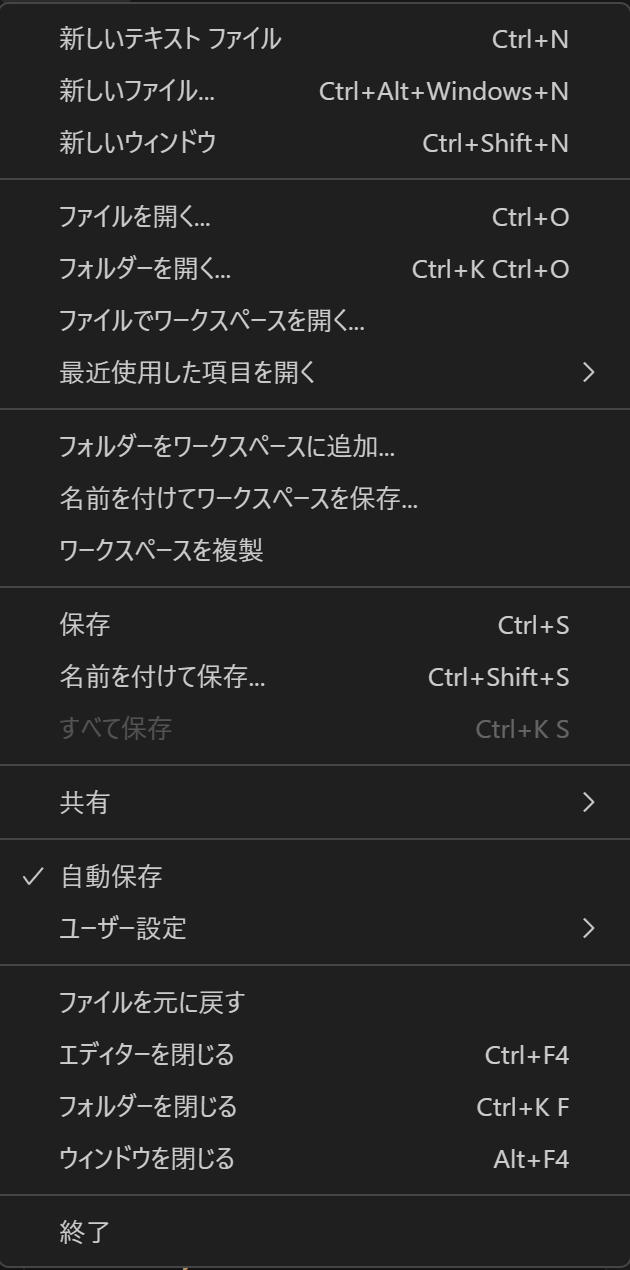 新しいテキスト ファイル Ctrl+N
新しいファイル... Ctrl+Alt+Windows+N
新しいウィンドウ Ctrl+Shift+N
ファイルを開く... Ctrl+O
フォルダーを開く... Ctrl+K Ctrl+O
ファイルでワークスペースを開く...
最近使用した項目を開く
フォルダーをワークスペースに追加...
名前を付けてワークスペースを保存...
ワークスペースを複製
保存 Ctrl+S
名前を付けて保存... Ctrl+Shift+S
すべて保存 Ctrl+K S
共有
自動保存
ユーザー設定
ファイルを元に戻す
エディターを閉じる Ctrl+F4
フォルダーを閉じる Ctrl+K F
ウィンドウを閉じる Alt+F4
終了